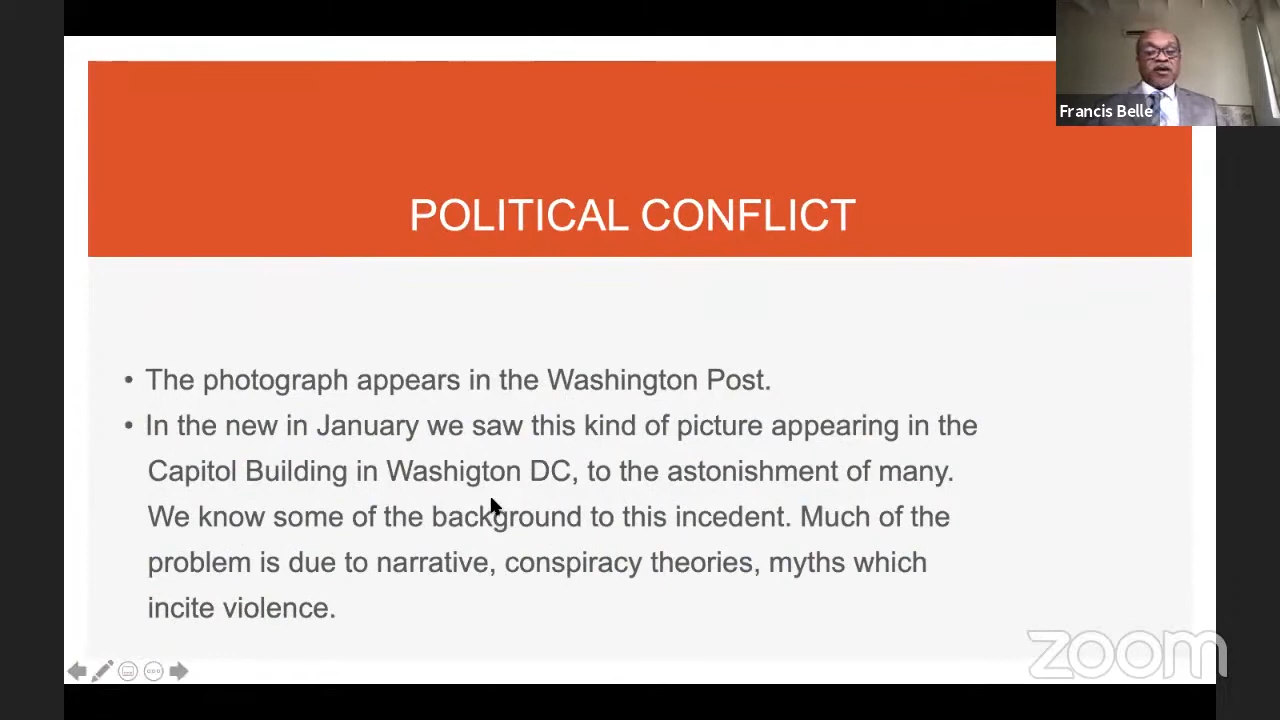 Francis Belle
POLITICAL CONFLICT
• The photograph appears in the Washington Post.
• In the new in January we saw this kind of picture appearing in the
Capitol Building in Washigton DC, to the astonishment of many.
We know some of the background to this incedent. Much of the
problem is due to narrative, conspiracy theories, myths which
incite violence.
zoom